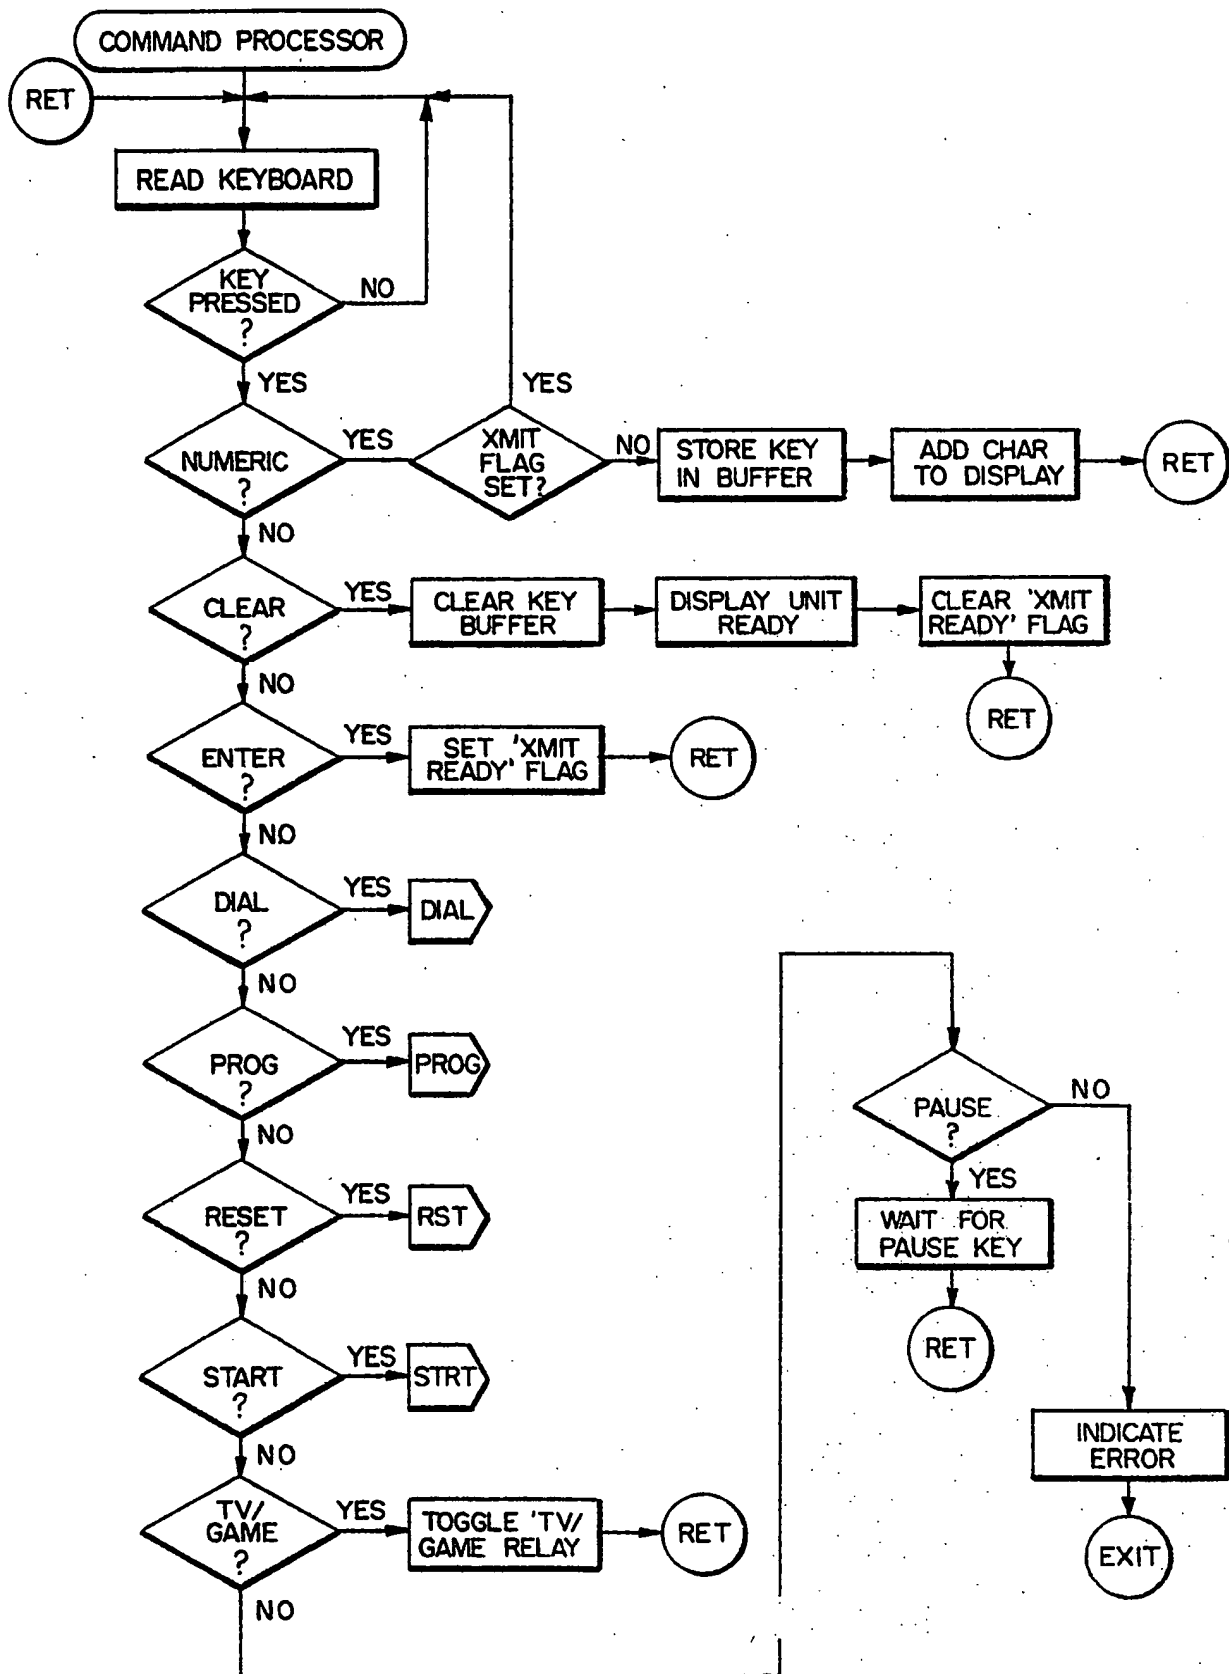 COMMAND PROCESSOR
RET
READ KEYBOARD
KEY
PRESSED
?
NO
YES
YES
NUMERIC
?
YES
XMIT
FLAG
SET?
NO
STORE KEY
IN BUFFER
ADD CHAR
TO DISPLAY
RET
NO
CLEAR
?
YES
CLEAR KEY
BUFFER
DISPLAY UNIT
READY
CLEAR 'XMIT
READY' FLAG
RET
NO
ENTER
?
YES
SET 'XMIT
READY' FLAG
RET
NO
DIAL
?
YES
DIAL
NO
PROG
?
YES
PROG
NO
RESET
?
YES
RST
NO
START
?
YES
STRT
NO
TV/
GAME
?
YES
TOGGLE 'TV/
GAME RELAY
RET
NO
PAUSE
?
NO
YES
WAIT FOR
PAUSE KEY
RET
INDICATE
ERROR
EXIT